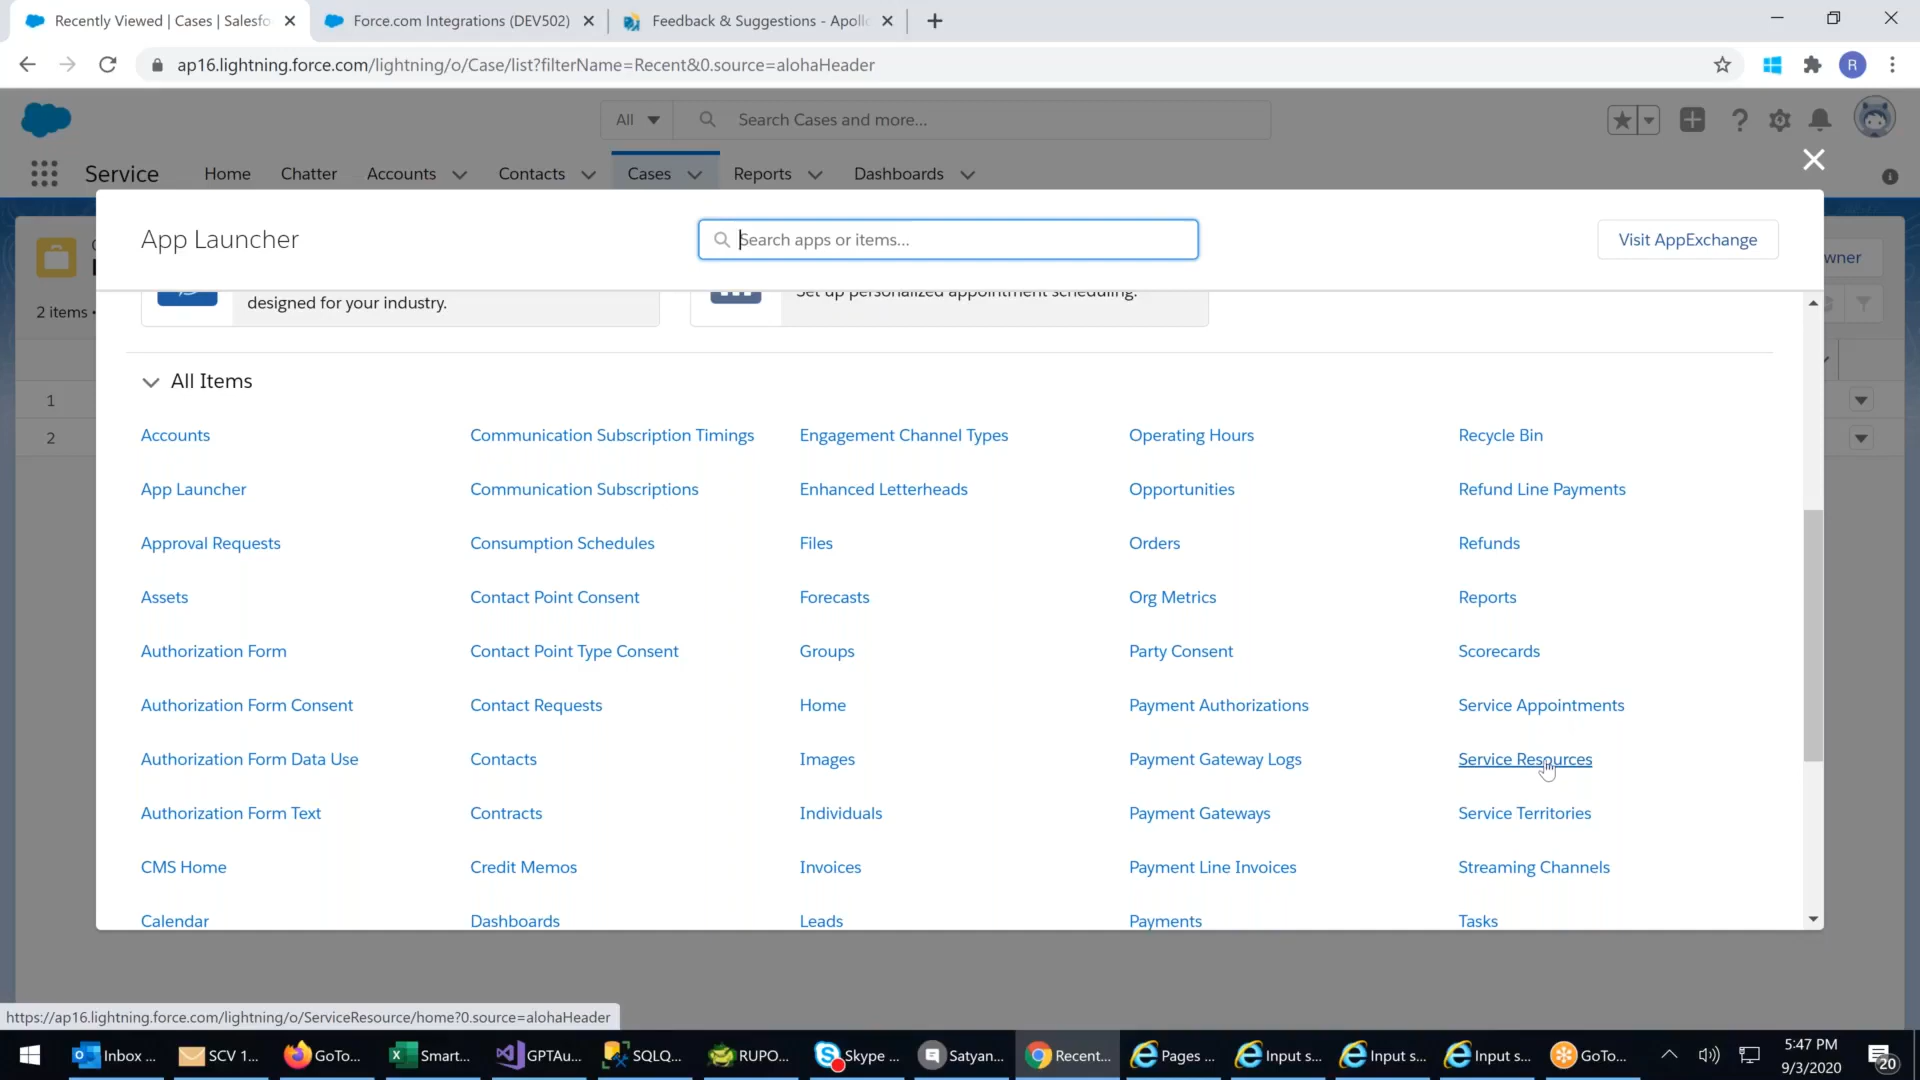 Recently Viewed | Cases | Salesfo
Force.com Integrations (DEV502)
Feedback & Suggestions - Apoll
ap16.lightning.force.com/lightning/o/Case/list?filterName=Recent&0.source=alohaHeader
R
All
Search Cases and more...
Service
Home
Chatter
Accounts
Contacts
Cases
Reports
Dashboards
App Launcher
Search apps or items...
Visit AppExchange
wner
2 items •
designed for your industry.
Set up personalized appointment scheduling.
All Items
1
2
Accounts
Communication Subscription Timings
Engagement Channel Types
Operating Hours
Recycle Bin
App Launcher
Communication Subscriptions
Enhanced Letterheads
Opportunities
Refund Line Payments
Approval Requests
Consumption Schedules
Files
Orders
Refunds
Assets
Contact Point Consent
Forecasts
Org Metrics
Reports
Authorization Form
Contact Point Type Consent
Groups
Party Consent
Scorecards
Authorization Form Consent
Contact Requests
Home
Payment Authorizations
Service Appointments
Authorization Form Data Use
Contacts
Images
Payment Gateway Logs
Service Resources
Authorization Form Text
Contracts
Individuals
Payment Gateways
Service Territories
CMS Home
Credit Memos
Invoices
Payment Line Invoices
Streaming Channels
Calendar
Dashboards
Leads
Payments
Tasks
https://ap16.lightning.force.com/lightning/o/ServiceResource/home?0.source=alohaHeader
Inbox ...
SCV 1...
GoTo...
Smart...
GPTAu...
SQLQ...
RUPO...
Skype ...
Satyan...
Recent...
Pages ...
Input s...
Input s...
Input s...
GoTo...
5:47 PM
9/3/2020
20